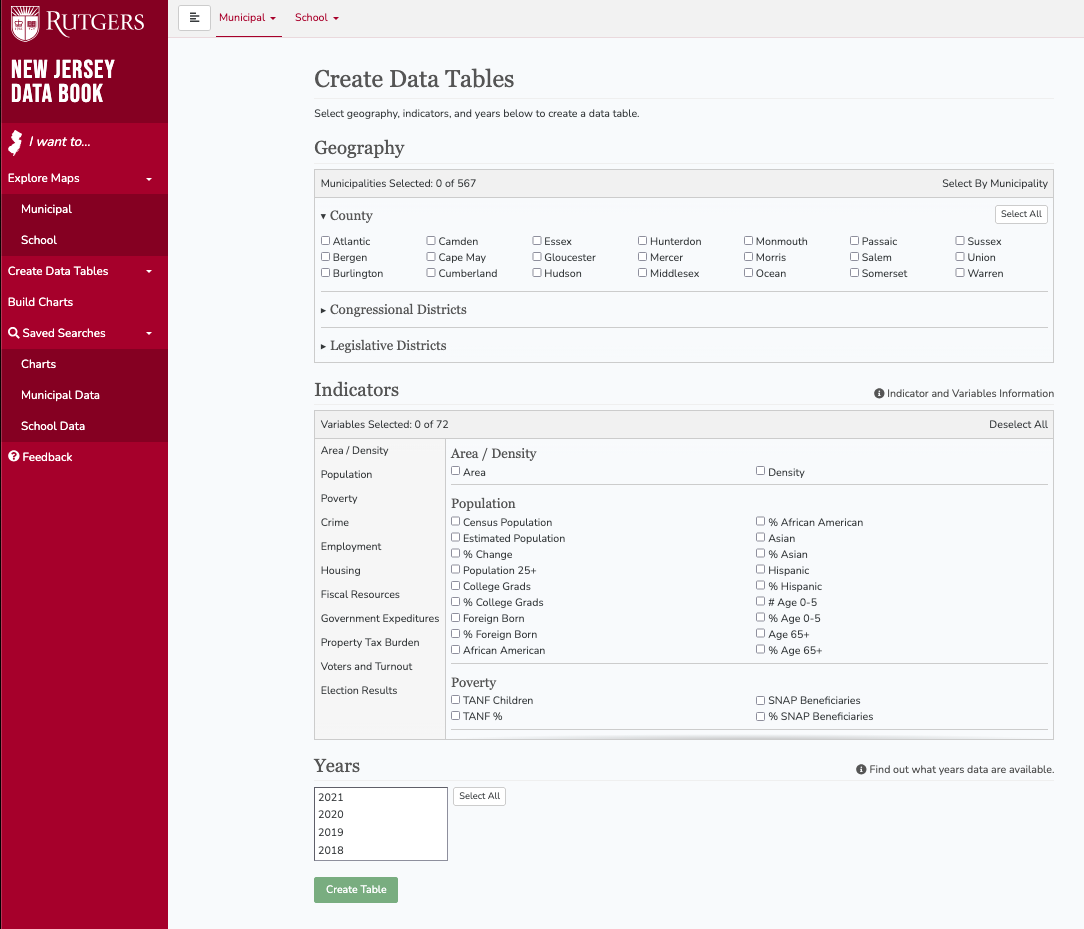 RUTGERS
NEW JERSEY
DATA BOOK
I want to...
Explore Maps
Municipal
School
Create Data Tables
Build Charts
Saved Searches
Charts
Municipal Data
School Data
Feedback
Municipal School
Create Data Tables
Select geography, indicators, and years below to create a data table.
Geography
Municipalities Selected: 0 of 567 Select By Municipality
County Select All
Atlantic Camden Essex Hunterdon Monmouth Passaic Sussex
Bergen Cape May Gloucester Mercer Morris Salem Union
Burlington Cumberland Hudson Middlesex Ocean Somerset Warren
Congressional Districts
Legislative Districts
Indicators Indicator and Variables Information
Variables Selected: 0 of 72 Deselect All
Area / Density
Population
Poverty
Crime
Employment
Housing
Fiscal Resources
Government Expeditures
Property Tax Burden
Voters and Turnout
Election Results
Area / Density
Area Density
Population
Census Population % African American
Estimated Population Asian
% Change % Asian
Population 25+ Hispanic
College Grads % Hispanic
% College Grads # Age 0-5
Foreign Born % Age 0-5
% Foreign Born Age 65+
African American % Age 65+
Poverty
TANF Children SNAP Beneficiaries
TANF % % SNAP Beneficiaries
Years Find out what years data are available.
2021 Select All
2020
2019
2018
Create Table